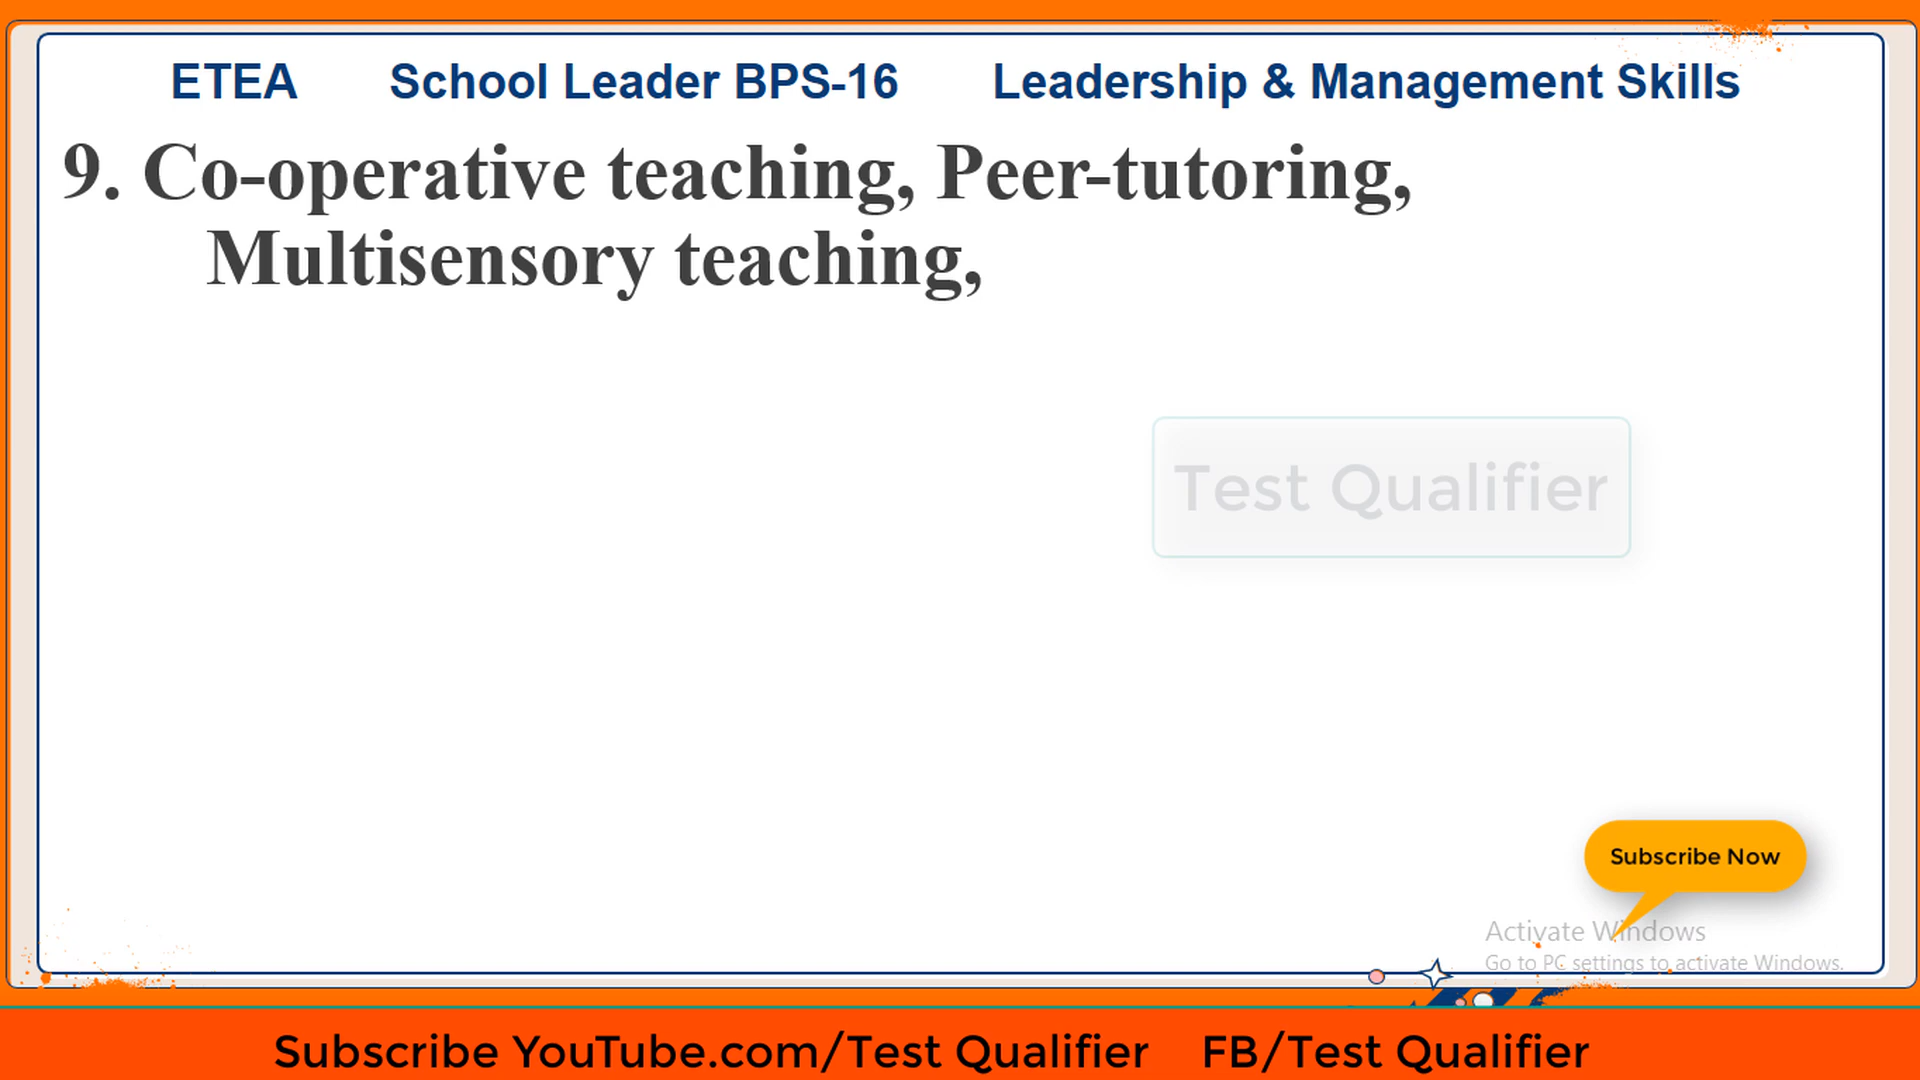 ETEA School Leader BPS-16 Leadership & Management Skills
9. Co-operative teaching, Peer-tutoring,
Multisensory teaching,
Test Qualifier
Subscribe Now
Activate Windows
Go to PC settings to activate Windows.
Subscribe YouTube.com/Test Qualifier FB/Test Qualifier